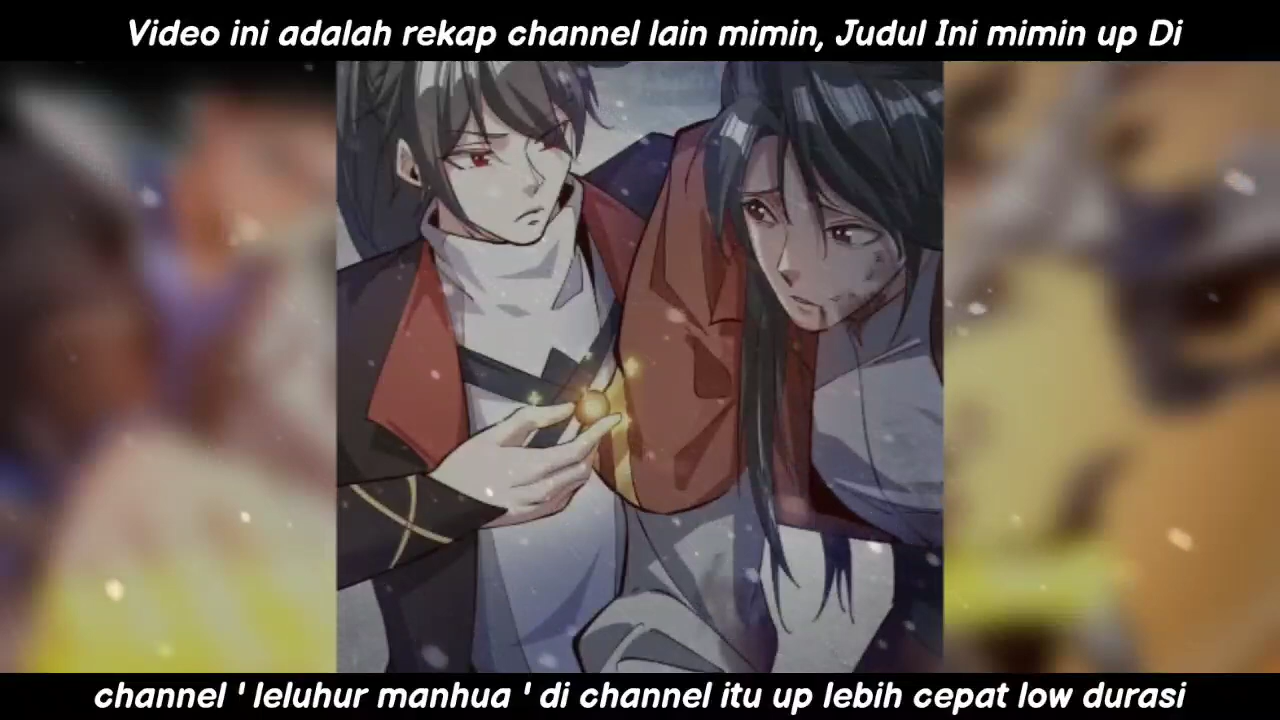 Video ini adalah rekap channel lain mimin, Judul Ini mimin up Di
channel ' leluhur manhua ' di channel itu up lebih cepat low durasi